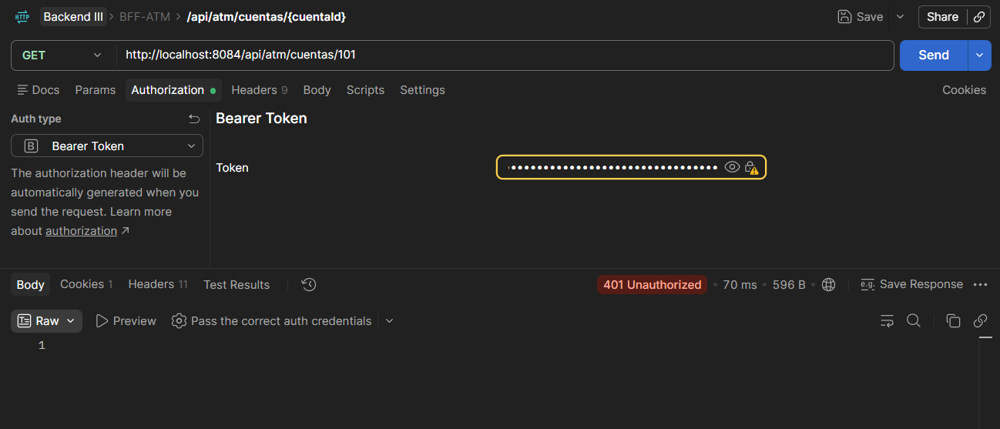 HTTP Backend III > BFF-ATM > /api/atm/cuentas/{cuentaId} Save Share
GET http://localhost:8084/api/atm/cuentas/101 Send
Docs Params Authorization Headers 9 Body Scripts Settings Cookies
Auth type
Bearer Token
B Bearer Token
Token
The authorization header will be
automatically generated when you
send the request. Learn more
about authorization ↗
Body Cookies 1 Headers 11 Test Results 401 Unauthorized • 70 ms • 596 B • e.g. Save Response
Raw Preview Pass the correct auth credentials
1